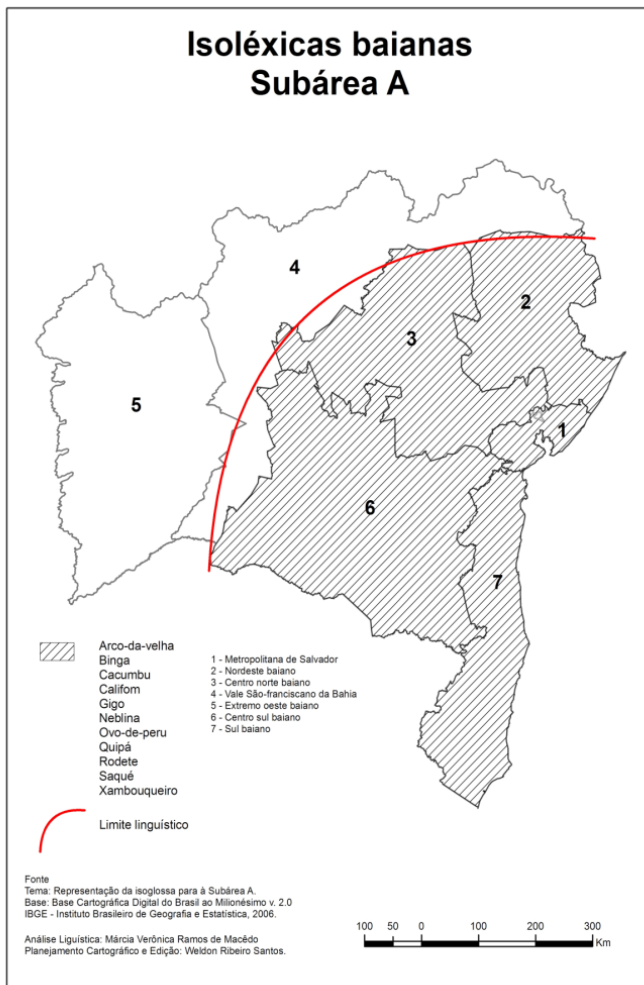 Isoléxicas baianas
Subárea A
4
2
3
5
1
6
7
Arco-da-velha
Binga
Cacumbu
Califom
Gigo
Neblina
Ovo-de-peru
Quipá
Rodete
Saqué
Xambouqueiro
1 - Metropolitana de Salvador
2 - Nordeste baiano
3 - Centro norte baiano
4 - Vale São-franciscano da Bahia
5 - Extremo oeste baiano
6 - Centro sul baiano
7 - Sul baiano
Limite linguístico
Fonte
Tema: Representação da isoglossa para à Subárea A.
Base: Base Cartográfica Digital do Brasil ao Milionésimo v. 2.0
IBGE - Instituto Brasileiro de Geografia e Estatística, 2006.
Análise Liguística: Márcia Verônica Ramos de Macêdo
Planejamento Cartográfico e Edição: Weldon Ribeiro Santos.
100 50 0 100 200 300
Km